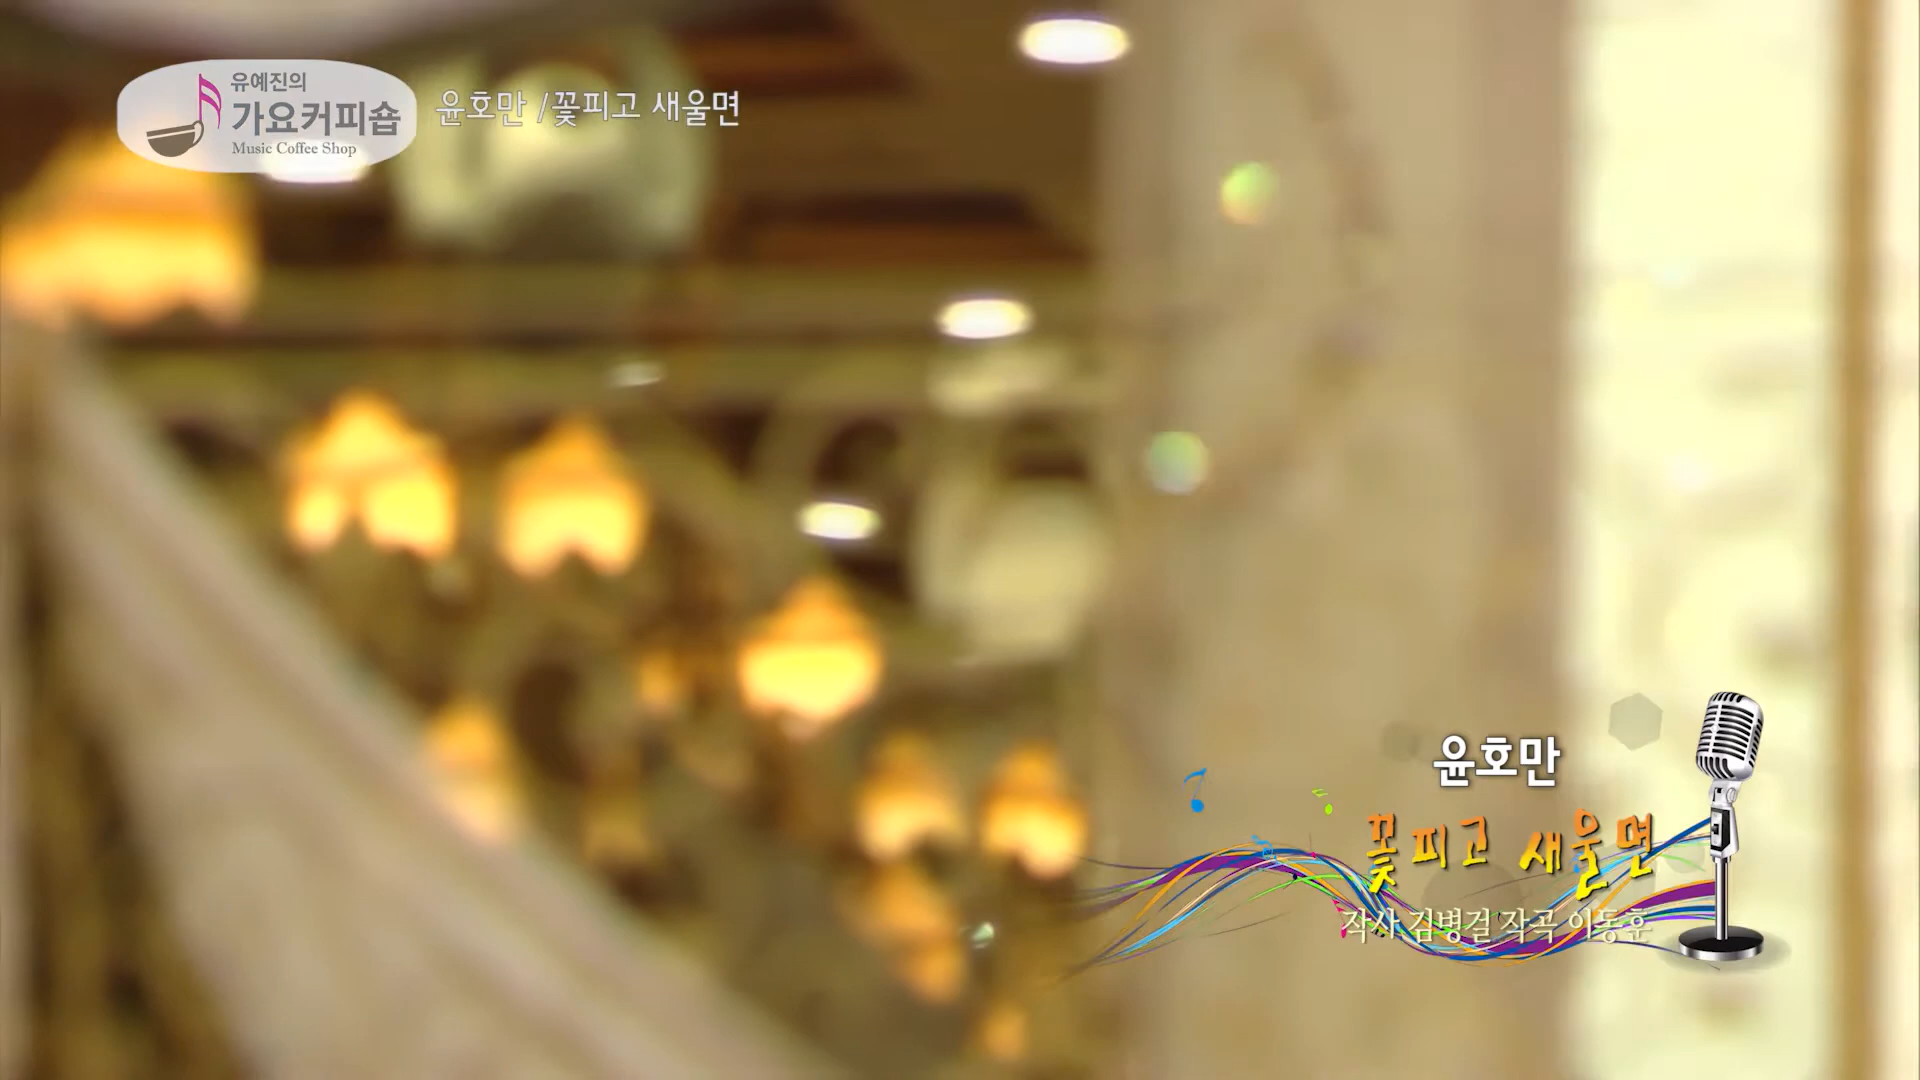 유예진의
가요커피숍
Music Coffee Shop
윤호만 /꽃피고 새울면
윤호만
꽃피고 새울면
작사 김병걸 작곡 이동훈